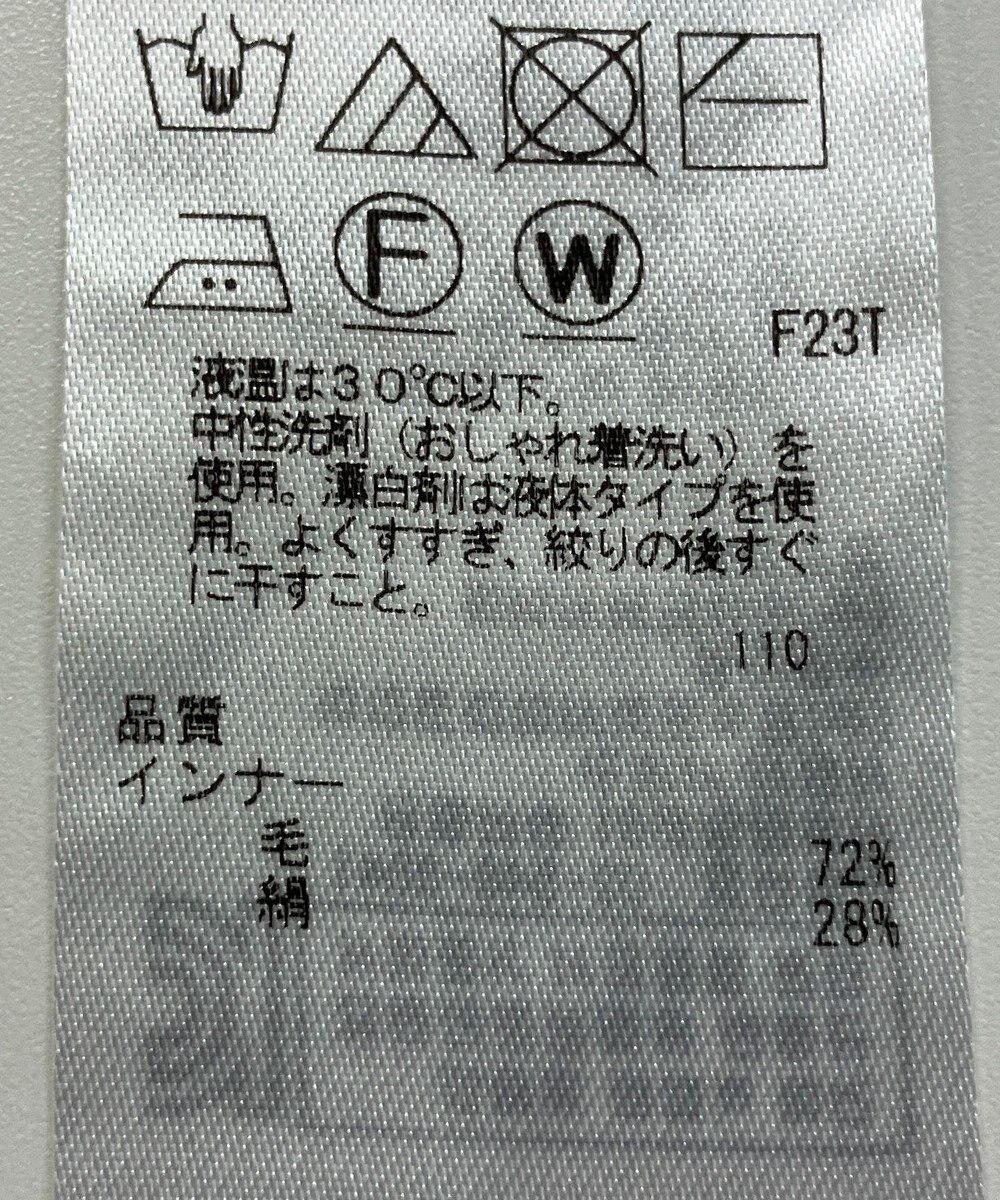 F
W
F23T
液温は30℃以下。
中性洗剤（おしゃれ着洗い）を
使用。漂白剤は液体タイプを使
用。よくすすぎ、絞りの後すぐ
に干すこと。
110
品質
インナー
毛 72%
絹 28%